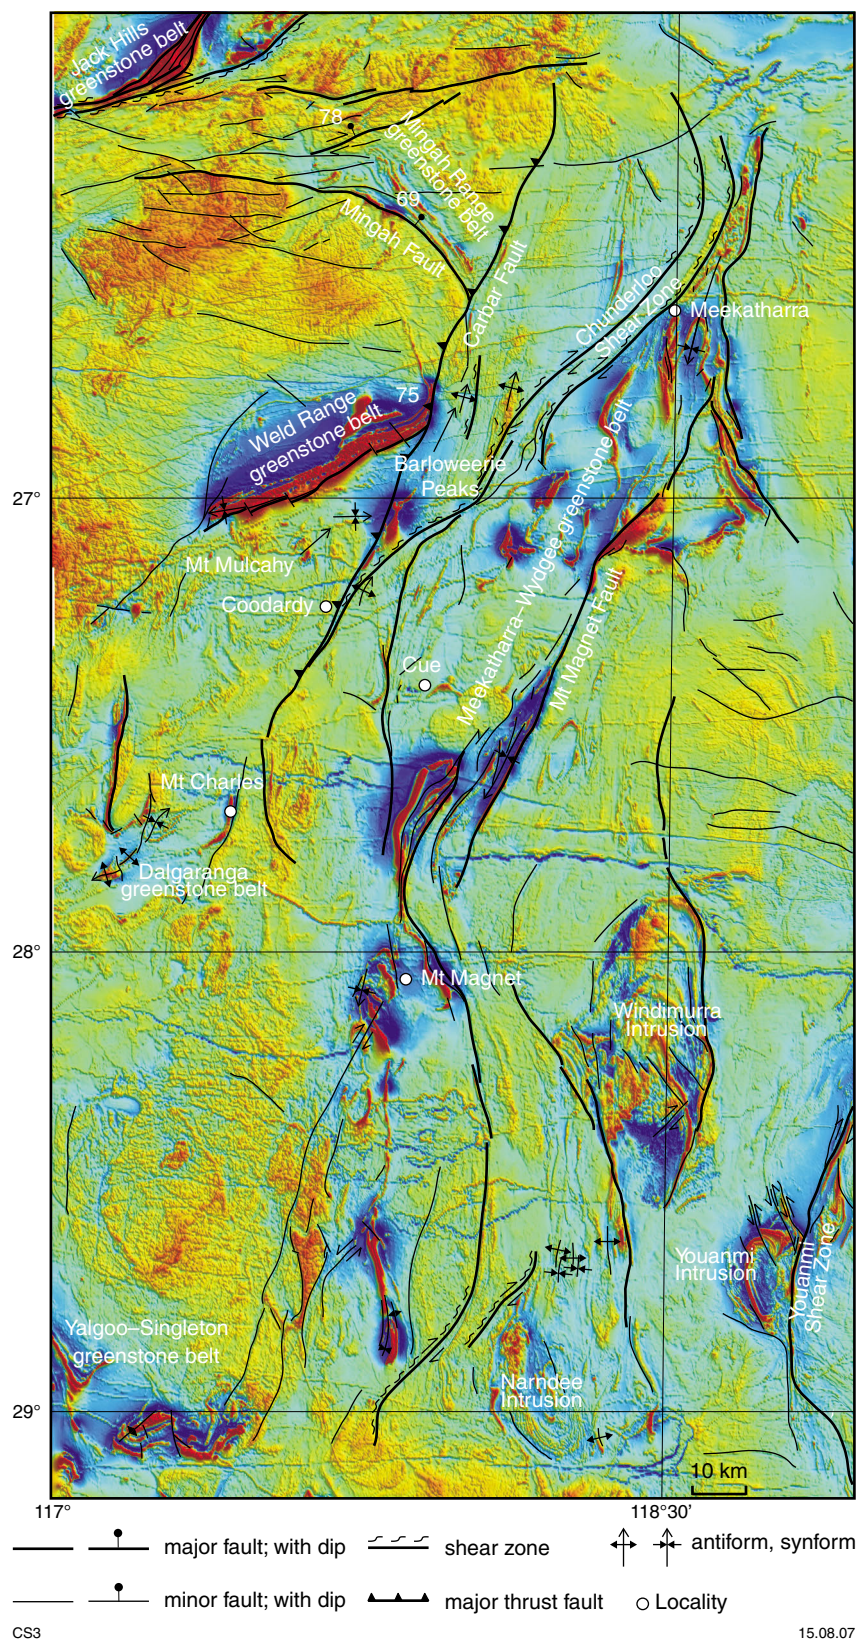 Jack Hills
greenstone belt
78
Mingah Range
greenstone belt
69
Mingah Fault
Carbar Fault
Chunderloo
Shear Zone
Meekatharra
75
Weld Range
greenstone belt
Barloweerie
Peaks
27°
Mt Mulcahy
Coodardy
Meekatharra–Wydgee greenstone belt
Mt Magnet Fault
Cue
Mt Charles
Dalgaranga
greenstone belt
28°
Mt Magnet
Windimurra
Intrusion
Youanmi
Intrusion
Youanmi
Shear Zone
Yalgoo–Singleton
greenstone belt
Narndee
Intrusion
29°
10 km
117°
118°30'
major fault; with dip
shear zone
antiform, synform
minor fault; with dip
major thrust fault
Locality
CS3
15.08.07